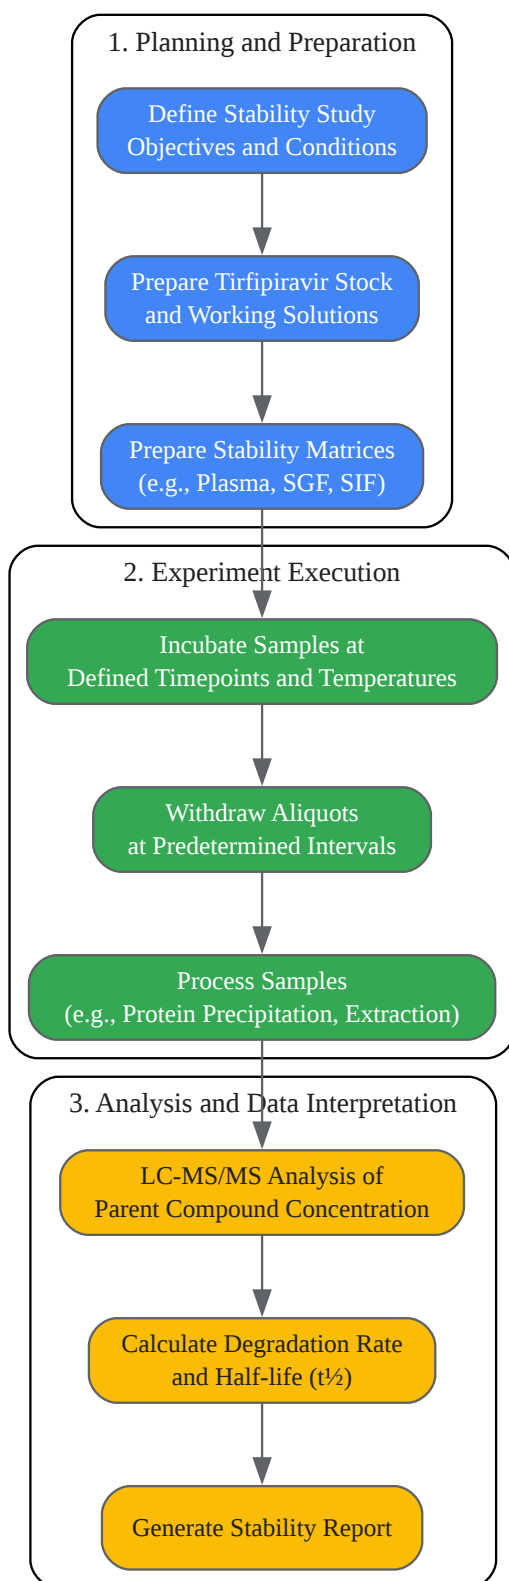 1. Planning and Preparation
Define Stability Study
Objectives and Conditions
Prepare Tirfipiravir Stock
and Working Solutions
Prepare Stability Matrices
(e.g., Plasma, SGF, SIF)
2. Experiment Execution
Incubate Samples at
Defined Timepoints and Temperatures
Withdraw Aliquots
at Predetermined Intervals
Process Samples
(e.g., Protein Precipitation, Extraction)
3. Analysis and Data Interpretation
LC-MS/MS Analysis of
Parent Compound Concentration
Calculate Degradation Rate
and Half-life (t½)
Generate Stability Report